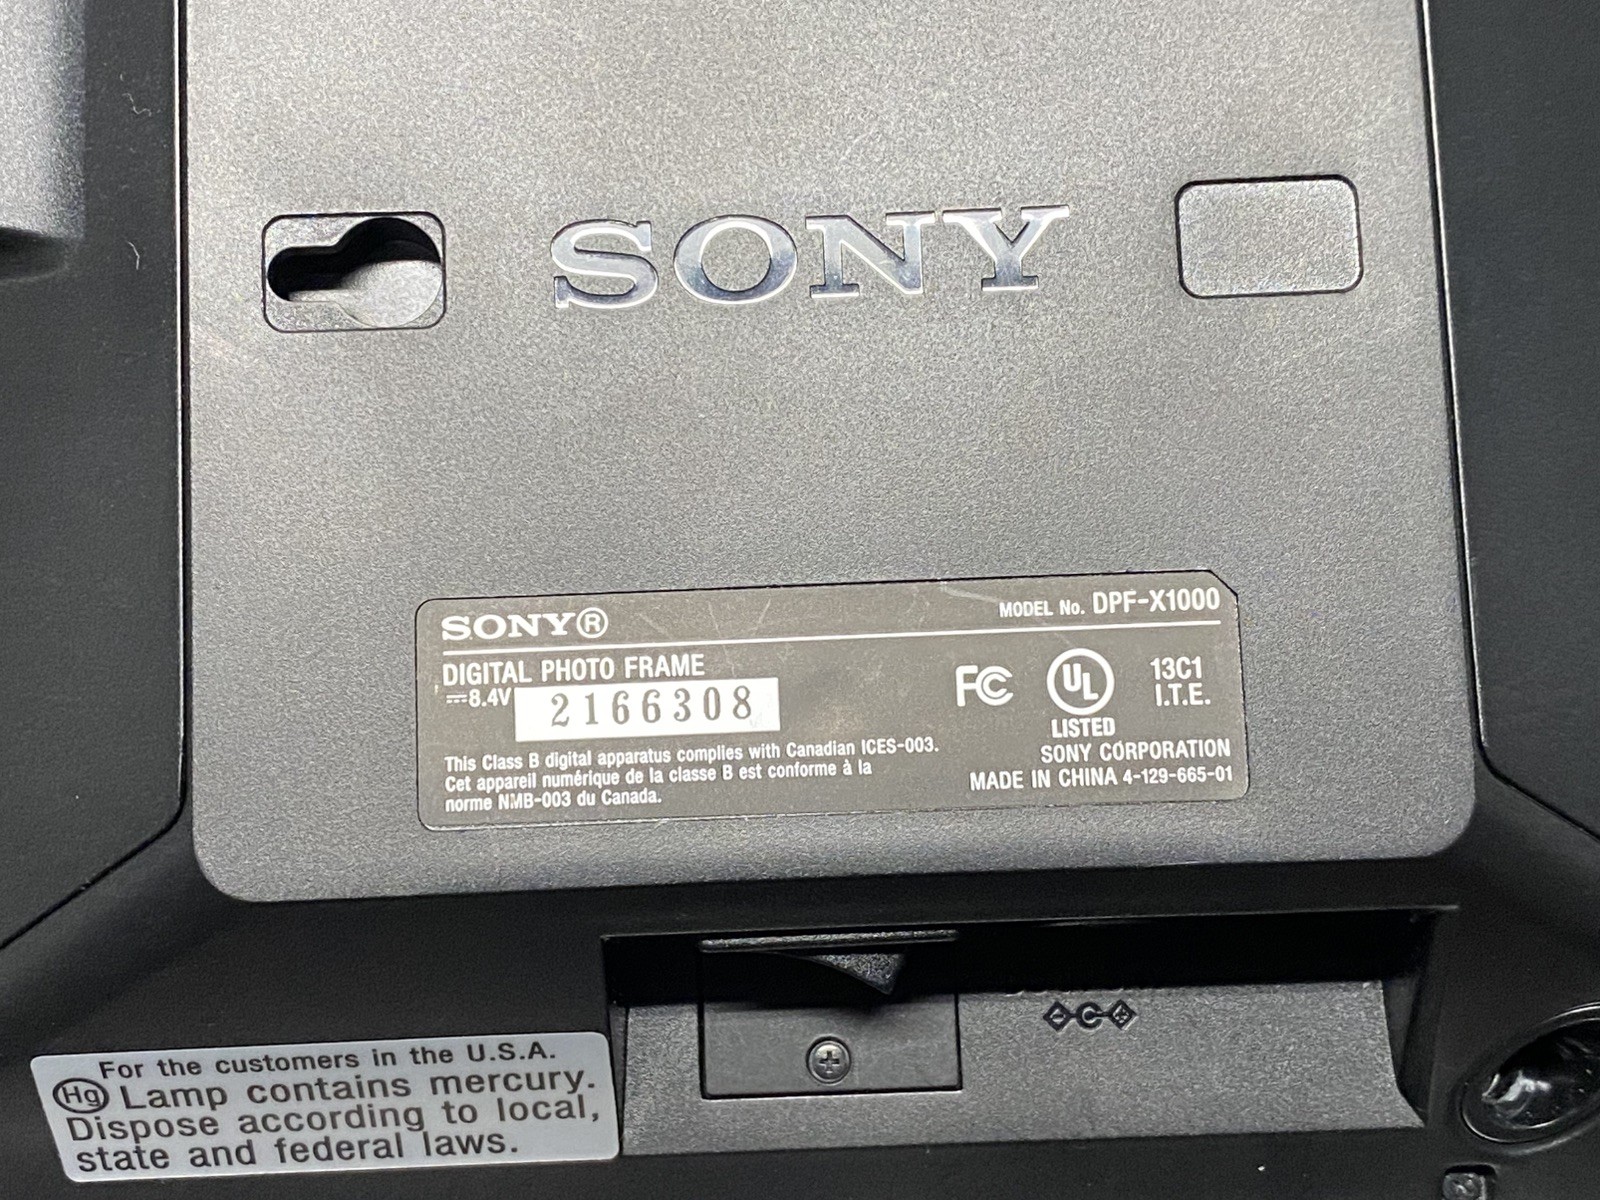 SONY
SONY®
MODEL No. DPF-X1000
DIGITAL PHOTO FRAME
8.4V
2166308
FC
UL
LISTED
13C1
I.T.E.
This Class B digital apparatus complies with Canadian ICES-003.
Cet appareil numérique de la classe B est conforme à la
norme NMB-003 du Canada.
SONY CORPORATION
MADE IN CHINA 4-129-665-01
For the customers in the U.S.A.
Hg Lamp contains mercury.
Dispose according to local,
state and federal laws.